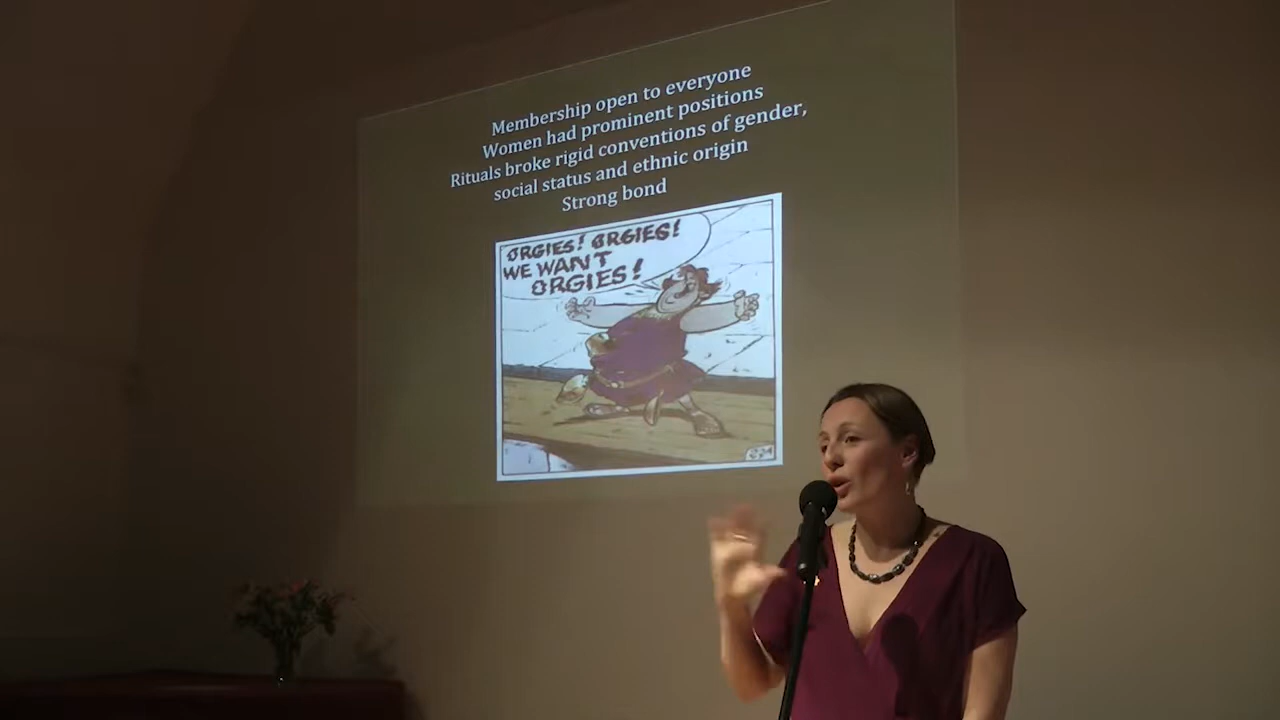 Membership open to everyone
Women had prominent positions
Rituals broke rigid conventions of gender,
social status and ethnic origin
Strong bond
ORGIES! ORGIES!
WE WANT
ORGIES!